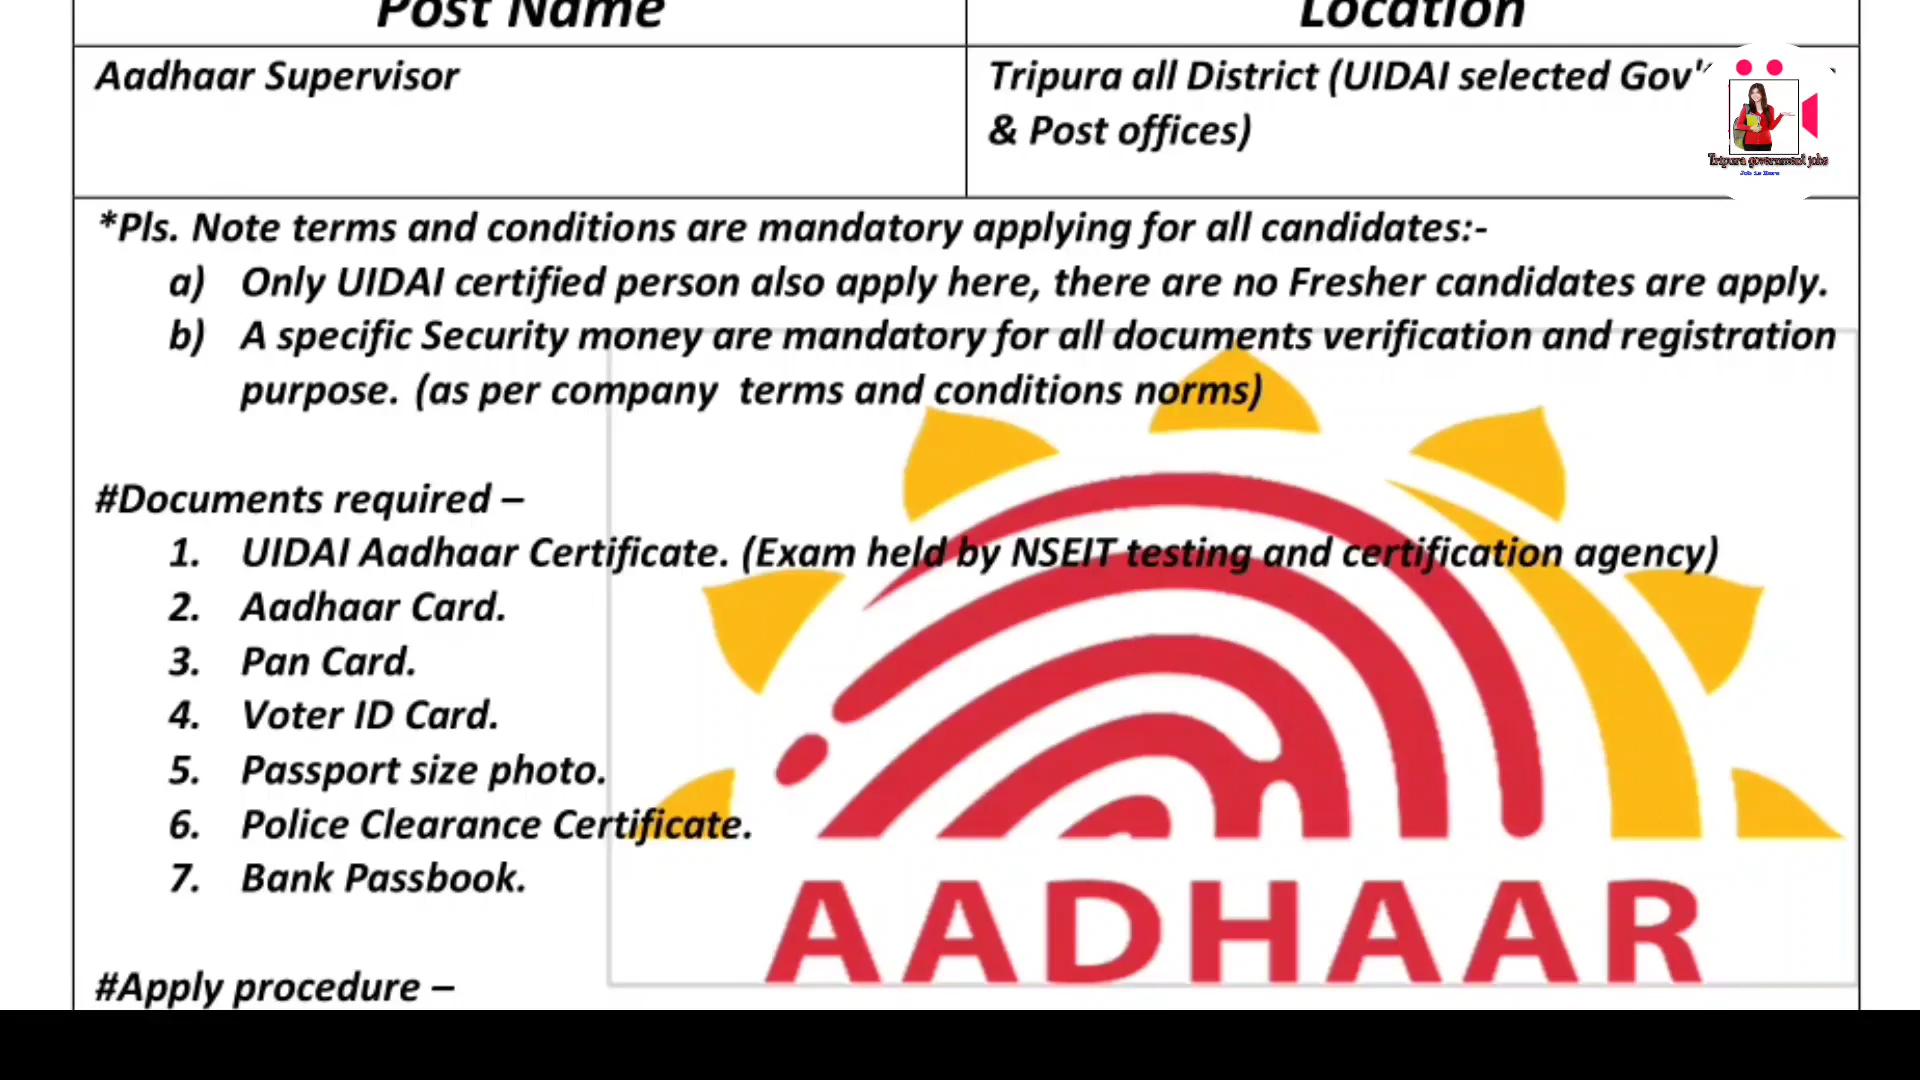 Post Name Location
Aadhaar Supervisor
Tripura all District (UIDAI selected Gov'
& Post offices)
Tripura government jobs
Job is Here
*Pls. Note terms and conditions are mandatory applying for all candidates:-
a) Only UIDAI certified person also apply here, there are no Fresher candidates are apply.
b) A specific Security money are mandatory for all documents verification and registration
purpose. (as per company terms and conditions norms)
#Documents required –
1. UIDAI Aadhaar Certificate. (Exam held by NSEIT testing and certification agency)
2. Aadhaar Card.
3. Pan Card.
4. Voter ID Card.
5. Passport size photo.
6. Police Clearance Certificate.
7. Bank Passbook.
AADHAAR
#Apply procedure –